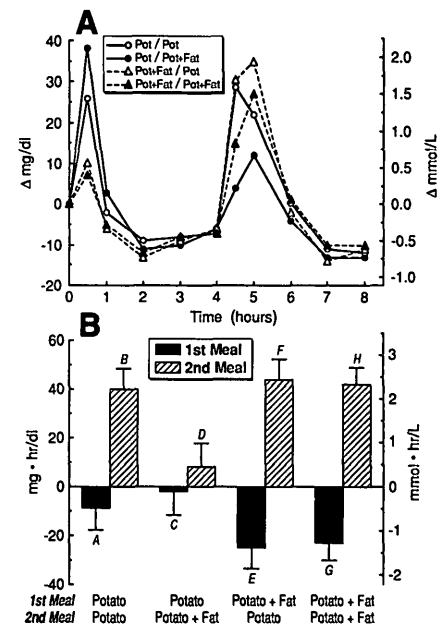 A
Pot / Pot
Pot / Pot+Fat
Pot+Fat / Pot
Pot+Fat / Pot+Fat
Δ mg/dl
40
30
20
10
0
-10
-20
Δ mmol/L
2.0
1.5
1.0
0.5
0.0
-0.5
-1.0
0 1 2 3 4 5 6 7 8
Time (hours)
B
1st Meal
2nd Meal
mg • hr/dl
60
40
20
0
-20
-40
mmol • hr/L
3
2
1
0
-1
-2
A B C D E F G H
1st Meal Potato Potato Potato + Fat Potato + Fat
2nd Meal Potato Potato + Fat Potato Potato + Fat